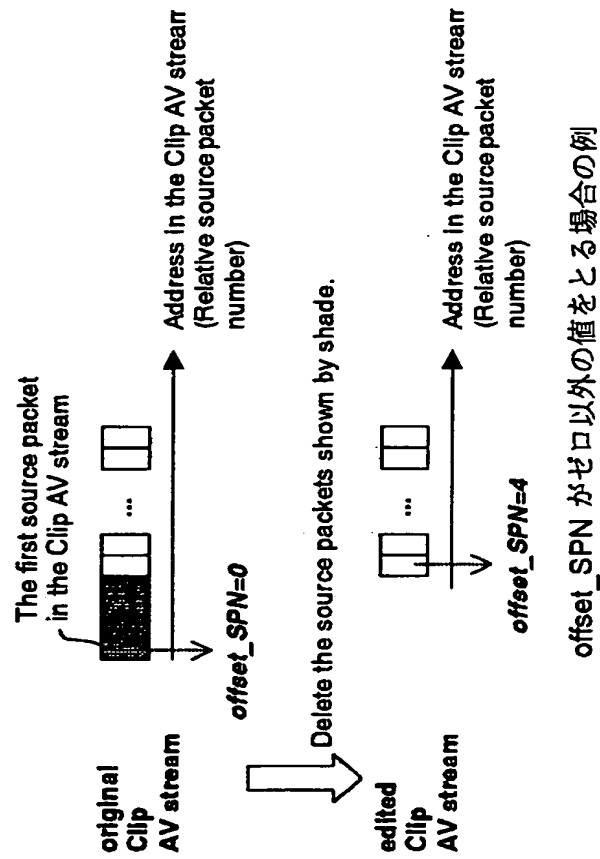 The first source packet
in the Clip AV stream
original
Clip
AV stream
...
Address in the Clip AV stream
(Relative source packet
number)
offset_SPN=0
Delete the source packets shown by shade.
edited
Clip
AV stream
...
Address in the Clip AV stream
(Relative source packet
number)
offset_SPN=4
offset_SPN がゼロ以外の値をとる場合の例